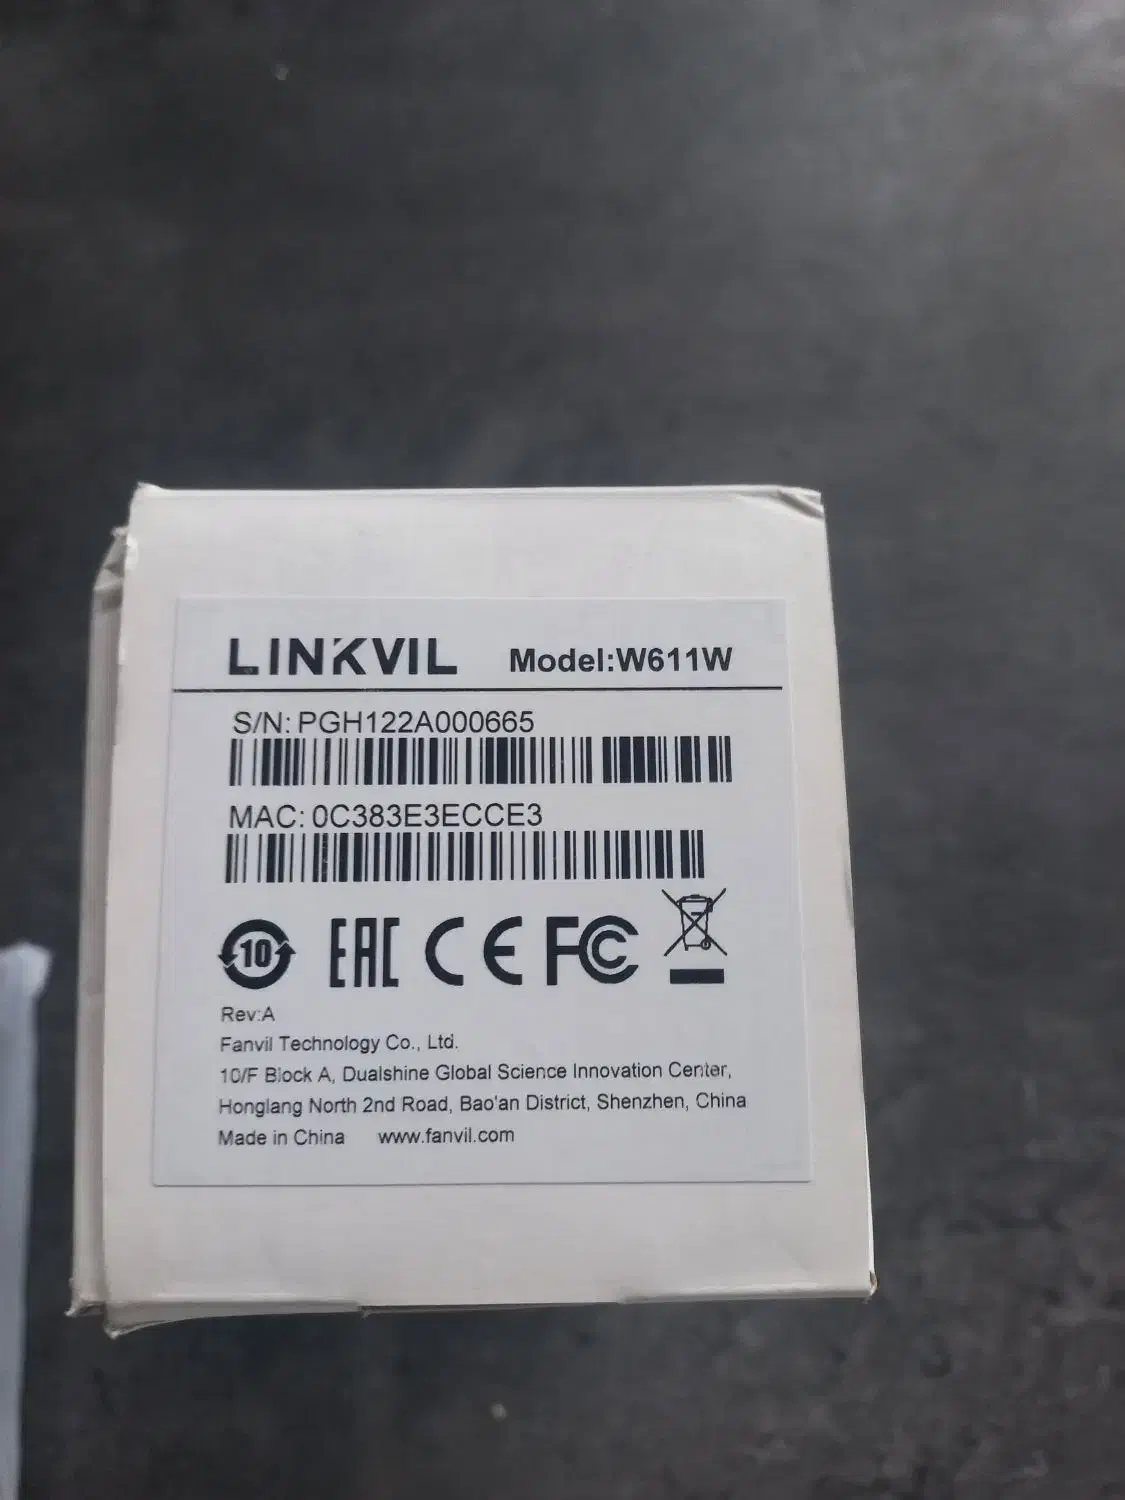 LINKVIL Model:W611W
S/N: PGH122A000665
MAC: 0C383E3ECCE3
10 EAC CE FC
Rev:A
Fanvil Technology Co., Ltd.
10/F Block A, Dualshine Global Science Innovation Center,
Honglang North 2nd Road, Bao'an District, Shenzhen, China
Made in China www.fanvil.com